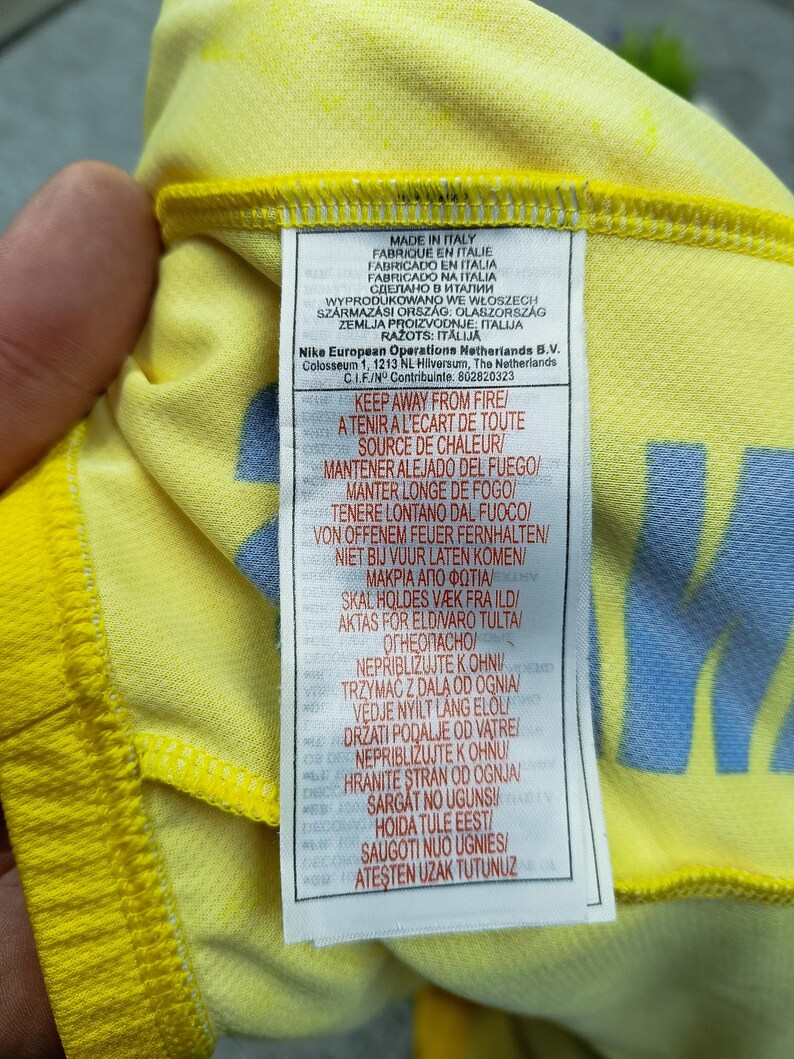 MADE IN ITALY
FABRIQUE EN ITALIE
FABRICADO EN ITALIA
FABRICADO NA ITALIA
СДЕЛАНО В ИТАЛИИ
WYPRODUKOWANO WE WŁOSZECH
SZÁRMAZÁSI ORSZÁG: OLASZORSZÁG
ZEMLJA PROIZVODNJE: ITALIJA
RAŽOTS: ITĀLIJĀ
Nike European Operations Netherlands B.V.
Colosseum 1, 1213 NL Hilversum, The Netherlands
C.I.F./Nº Contribuinte. 802820323
KEEP AWAY FROM FIRE/
A TENIR A L'ECART DE TOUTE
SOURCE DE CHALEUR/
MANTENER ALEJADO DEL FUEGO/
MANTER LONGE DE FOGO/
TENERE LONTANO DAL FUOCO/
VON OFFENEM FEUER FERNHALTEN/
NIET BIJ VUUR LATEN KOMEN/
ΜΑΚΡΙΑ ΑΠΟ ΦΩΤΙΑ/
SKAL HOLDES VÆK FRA ILD/
AKTAS FÖR ELD/VARO TULTA/
ОГНЕОПАСНО/
NEPŘIBLIŽUJTE K OHNI/
TRZYMAĆ Z DALA OD OGNIA/
VÉDJE NYÍLT LÁNG ELŐL/
DRŽATI PODALJE OD VATRE/
NEPRIBLIŽUJTE K OHŇU/
HRANITE STRAN OD OGNJA/
SARGĀT NO UGUNS!/
HOIDA TULE EEST/
SAUGOTI NUO UGNIES/
ATEŞTEN UZAK TUTUNUZ